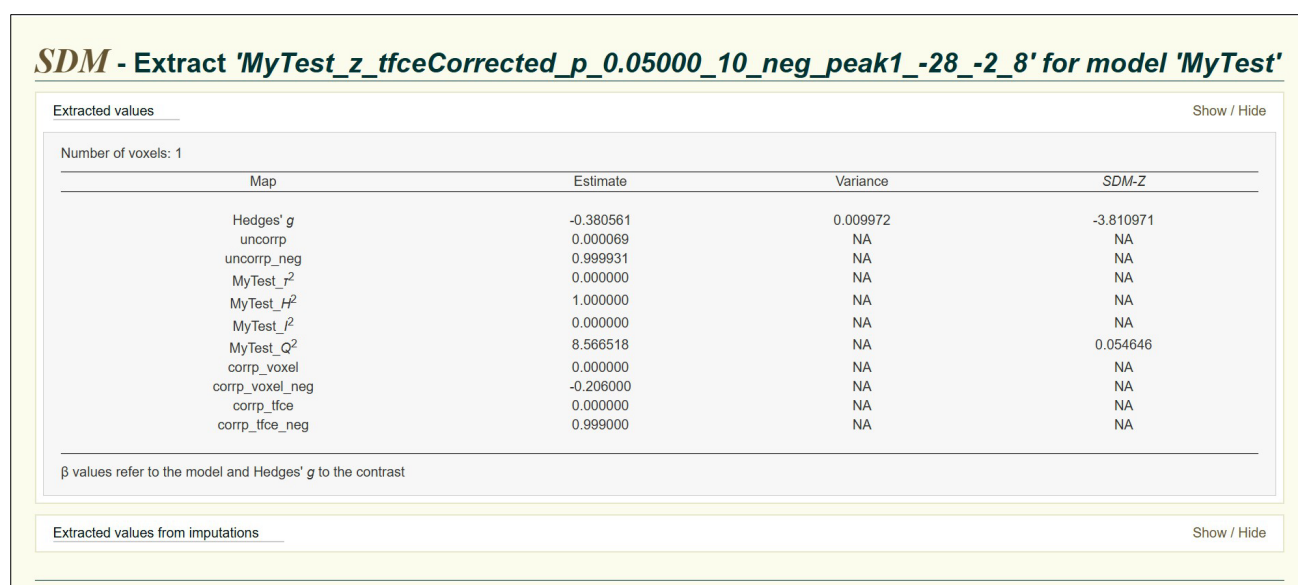 SDM - Extract 'MyTest_z_tfceCorrected_p_0.05000_10_neg_peak1_-28_-2_8' for model 'MyTest'
Extracted values Show / Hide
Number of voxels: 1
Map Estimate Variance SDM-Z
Hedges' g -0.380561 0.009972 -3.810971
uncorrp 0.000069 NA NA
uncorrp_neg 0.999931 NA NA
MyTest_τ² 0.000000 NA NA
MyTest_H² 1.000000 NA NA
MyTest_I² 0.000000 NA NA
MyTest_Q² 8.566518 NA 0.054646
corrp_voxel 0.000000 NA NA
corrp_voxel_neg -0.206000 NA NA
corrp_tfce 0.000000 NA NA
corrp_tfce_neg 0.999000 NA NA
β values refer to the model and Hedges' g to the contrast
Extracted values from imputations Show / Hide